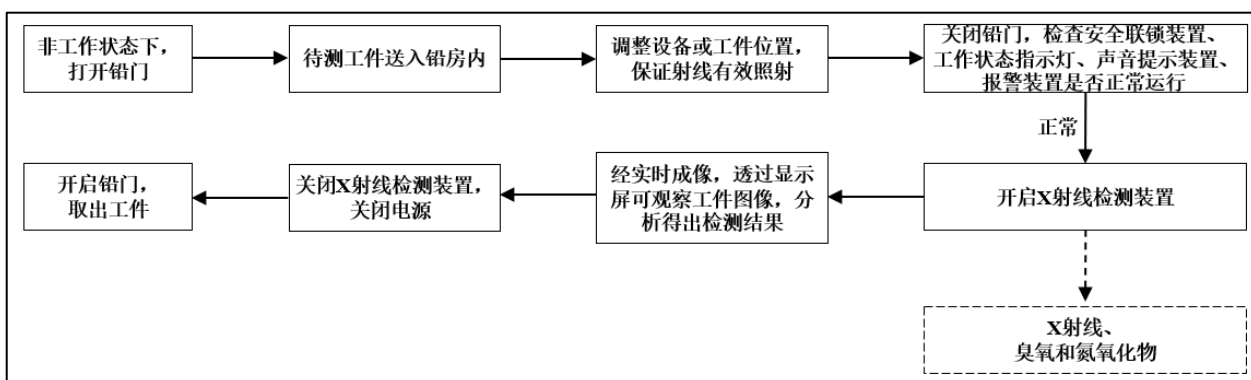 非工作状态下，
打开铅门
待测工件送入铅房内
调整设备或工件位置，
保证射线有效照射
关闭铅门，检查安全联锁装置、
工作状态指示灯、声音提示装置、
报警装置是否正常运行
正常
开启X射线检测装置
经实时成像，透过显示
屏可观察工件图像，分
析得出检测结果
关闭X射线检测装置，
关闭电源
开启铅门，
取出工件
X射线、
臭氧和氮氧化物